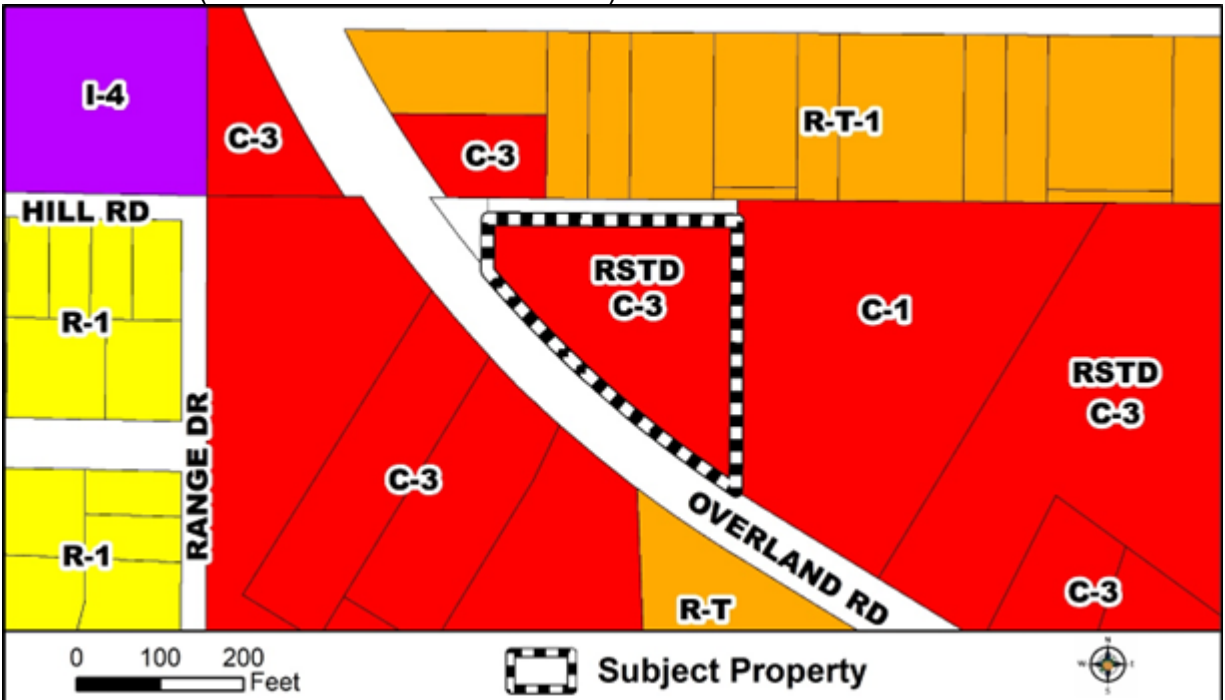 I-4
C-3
C-3
R-T-1
HILL RD
R-1
RSTD
C-3
C-1
RSTD
C-3
RANGE DR
C-3
R-1
OVERLAND RD
R-T
C-3
0 100 200
Feet
Subject Property
N
W E
S